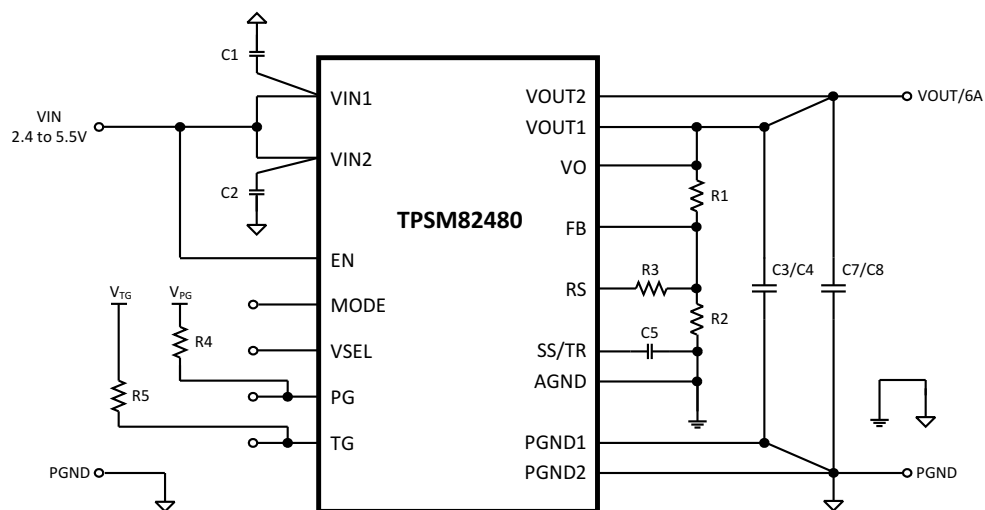 C1
VIN
2.4 to 5.5V
C2
VIN1
VIN2
EN
MODE
VSEL
PG
TG
V_TG
V_PG
R4
R5
PGND
TPSM82480
VOUT2
VOUT1
VO
FB
RS
SS/TR
AGND
PGND1
PGND2
R1
R3
R2
C5
C3/C4
C7/C8
VOUT/6A
PGND